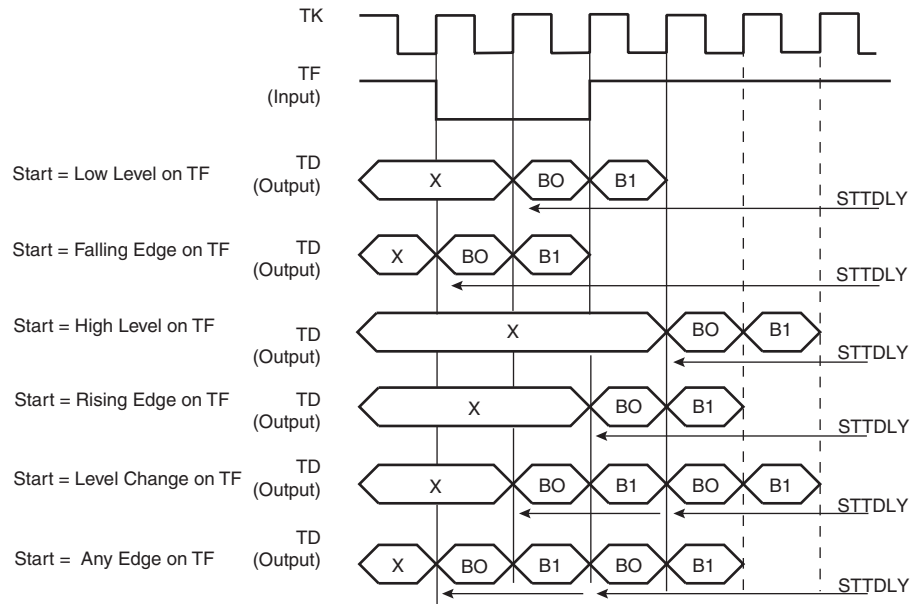 TK
TF
(Input)
Start = Low Level on TF
TD
(Output)
X
BO
B1
STTDLY
Start = Falling Edge on TF
TD
(Output)
X
BO
B1
STTDLY
Start = High Level on TF
TD
(Output)
X
BO
B1
STTDLY
Start = Rising Edge on TF
TD
(Output)
X
BO
B1
STTDLY
Start = Level Change on TF
TD
(Output)
X
BO
B1
BO
B1
STTDLY
Start = Any Edge on TF
TD
(Output)
X
BO
B1
BO
B1
STTDLY